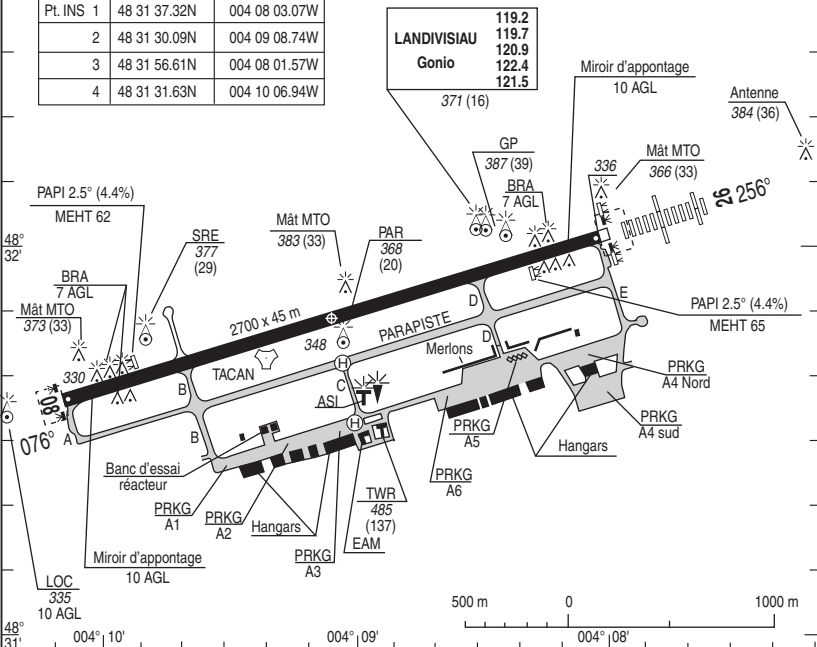 Pt. INS 1 48 31 37.32N 004 08 03.07W
2 48 31 30.09N 004 09 08.74W
3 48 31 56.61N 004 08 01.57W
4 48 31 31.63N 004 10 06.94W
LANDIVISIAU
Gonio
119.2
119.7
120.9
122.4
121.5
371 (16)
Miroir d'appontage
10 AGL
Antenne
384 (36)
GP
387 (39)
BRA
7 AGL
336
Mât MTO
366 (33)
26 256°
PAPI 2.5° (4.4%)
MEHT 62
SRE
377
(29)
Mât MTO
383 (33)
PAR
368
(20)
48°
32'
BRA
7 AGL
Mât MTO
373 (33)
2700 x 45 m
D
E
PAPI 2.5° (4.4%)
MEHT 65
PARAPISTE
348
D
Merlons
TACAN
H
330
B
C
ASI
PRKG
A4 Nord
08
076°
A
B
H
PRKG
A5
Hangars
PRKG
A4 sud
Banc d'essai
réacteur
PRKG
A6
PRKG
A1
PRKG
A2
Hangars
TWR
485
(137)
EAM
PRKG
A3
Miroir d'appontage
10 AGL
LOC
335
10 AGL
500 m 0 1000 m
48°
31'
004° 10' 004° 09' 004° 08'